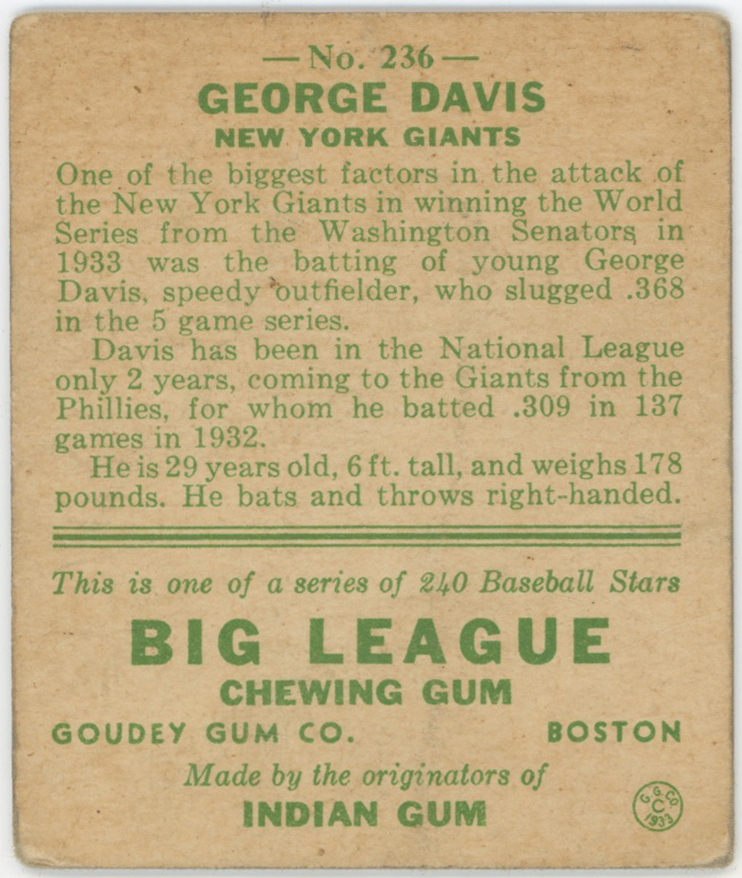 — No. 236 —
GEORGE DAVIS
NEW YORK GIANTS
One of the biggest factors in the attack of
the New York Giants in winning the World
Series from the Washington Senators, in
1933 was the batting of young George
Davis, speedy outfielder, who slugged .368
in the 5 game series.
Davis has been in the National League
only 2 years, coming to the Giants from the
Phillies, for whom he batted .309 in 137
games in 1932.
He is 29 years old, 6 ft. tall, and weighs 178
pounds. He bats and throws right-handed.
This is one of a series of 240 Baseball Stars
BIG LEAGUE
CHEWING GUM
GOUDEY GUM CO. BOSTON
Made by the originators of
INDIAN GUM
G. G. CO.
C
1933